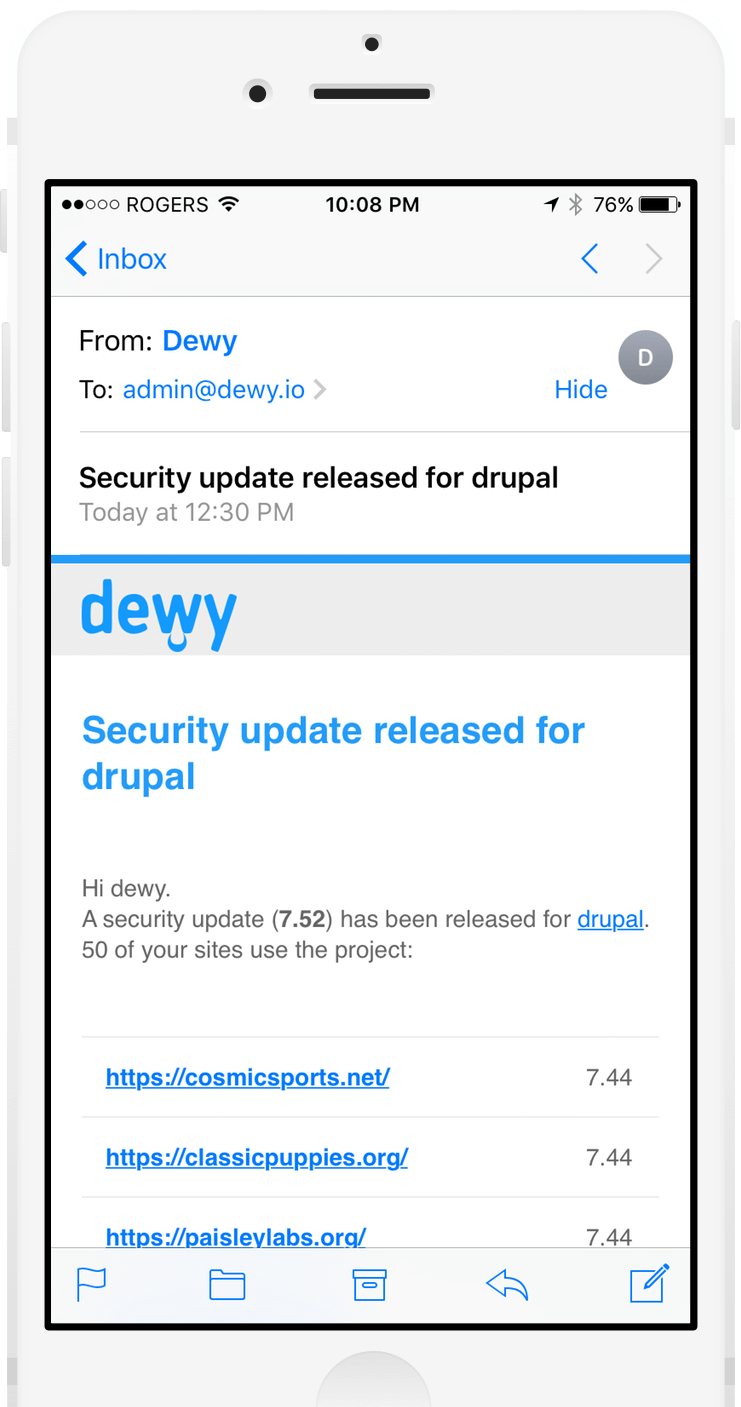 ROGERS 10:08 PM 76%
Inbox
From: Dewy
D
To: admin@dewy.io Hide
Security update released for drupal
Today at 12:30 PM
dewy
Security update released for
drupal
Hi dewy.
A security update (7.52) has been released for drupal.
50 of your sites use the project:
https://cosmicsports.net/ 7.44
https://classicpuppies.org/ 7.44
https://paisleylabs.org/ 7.44